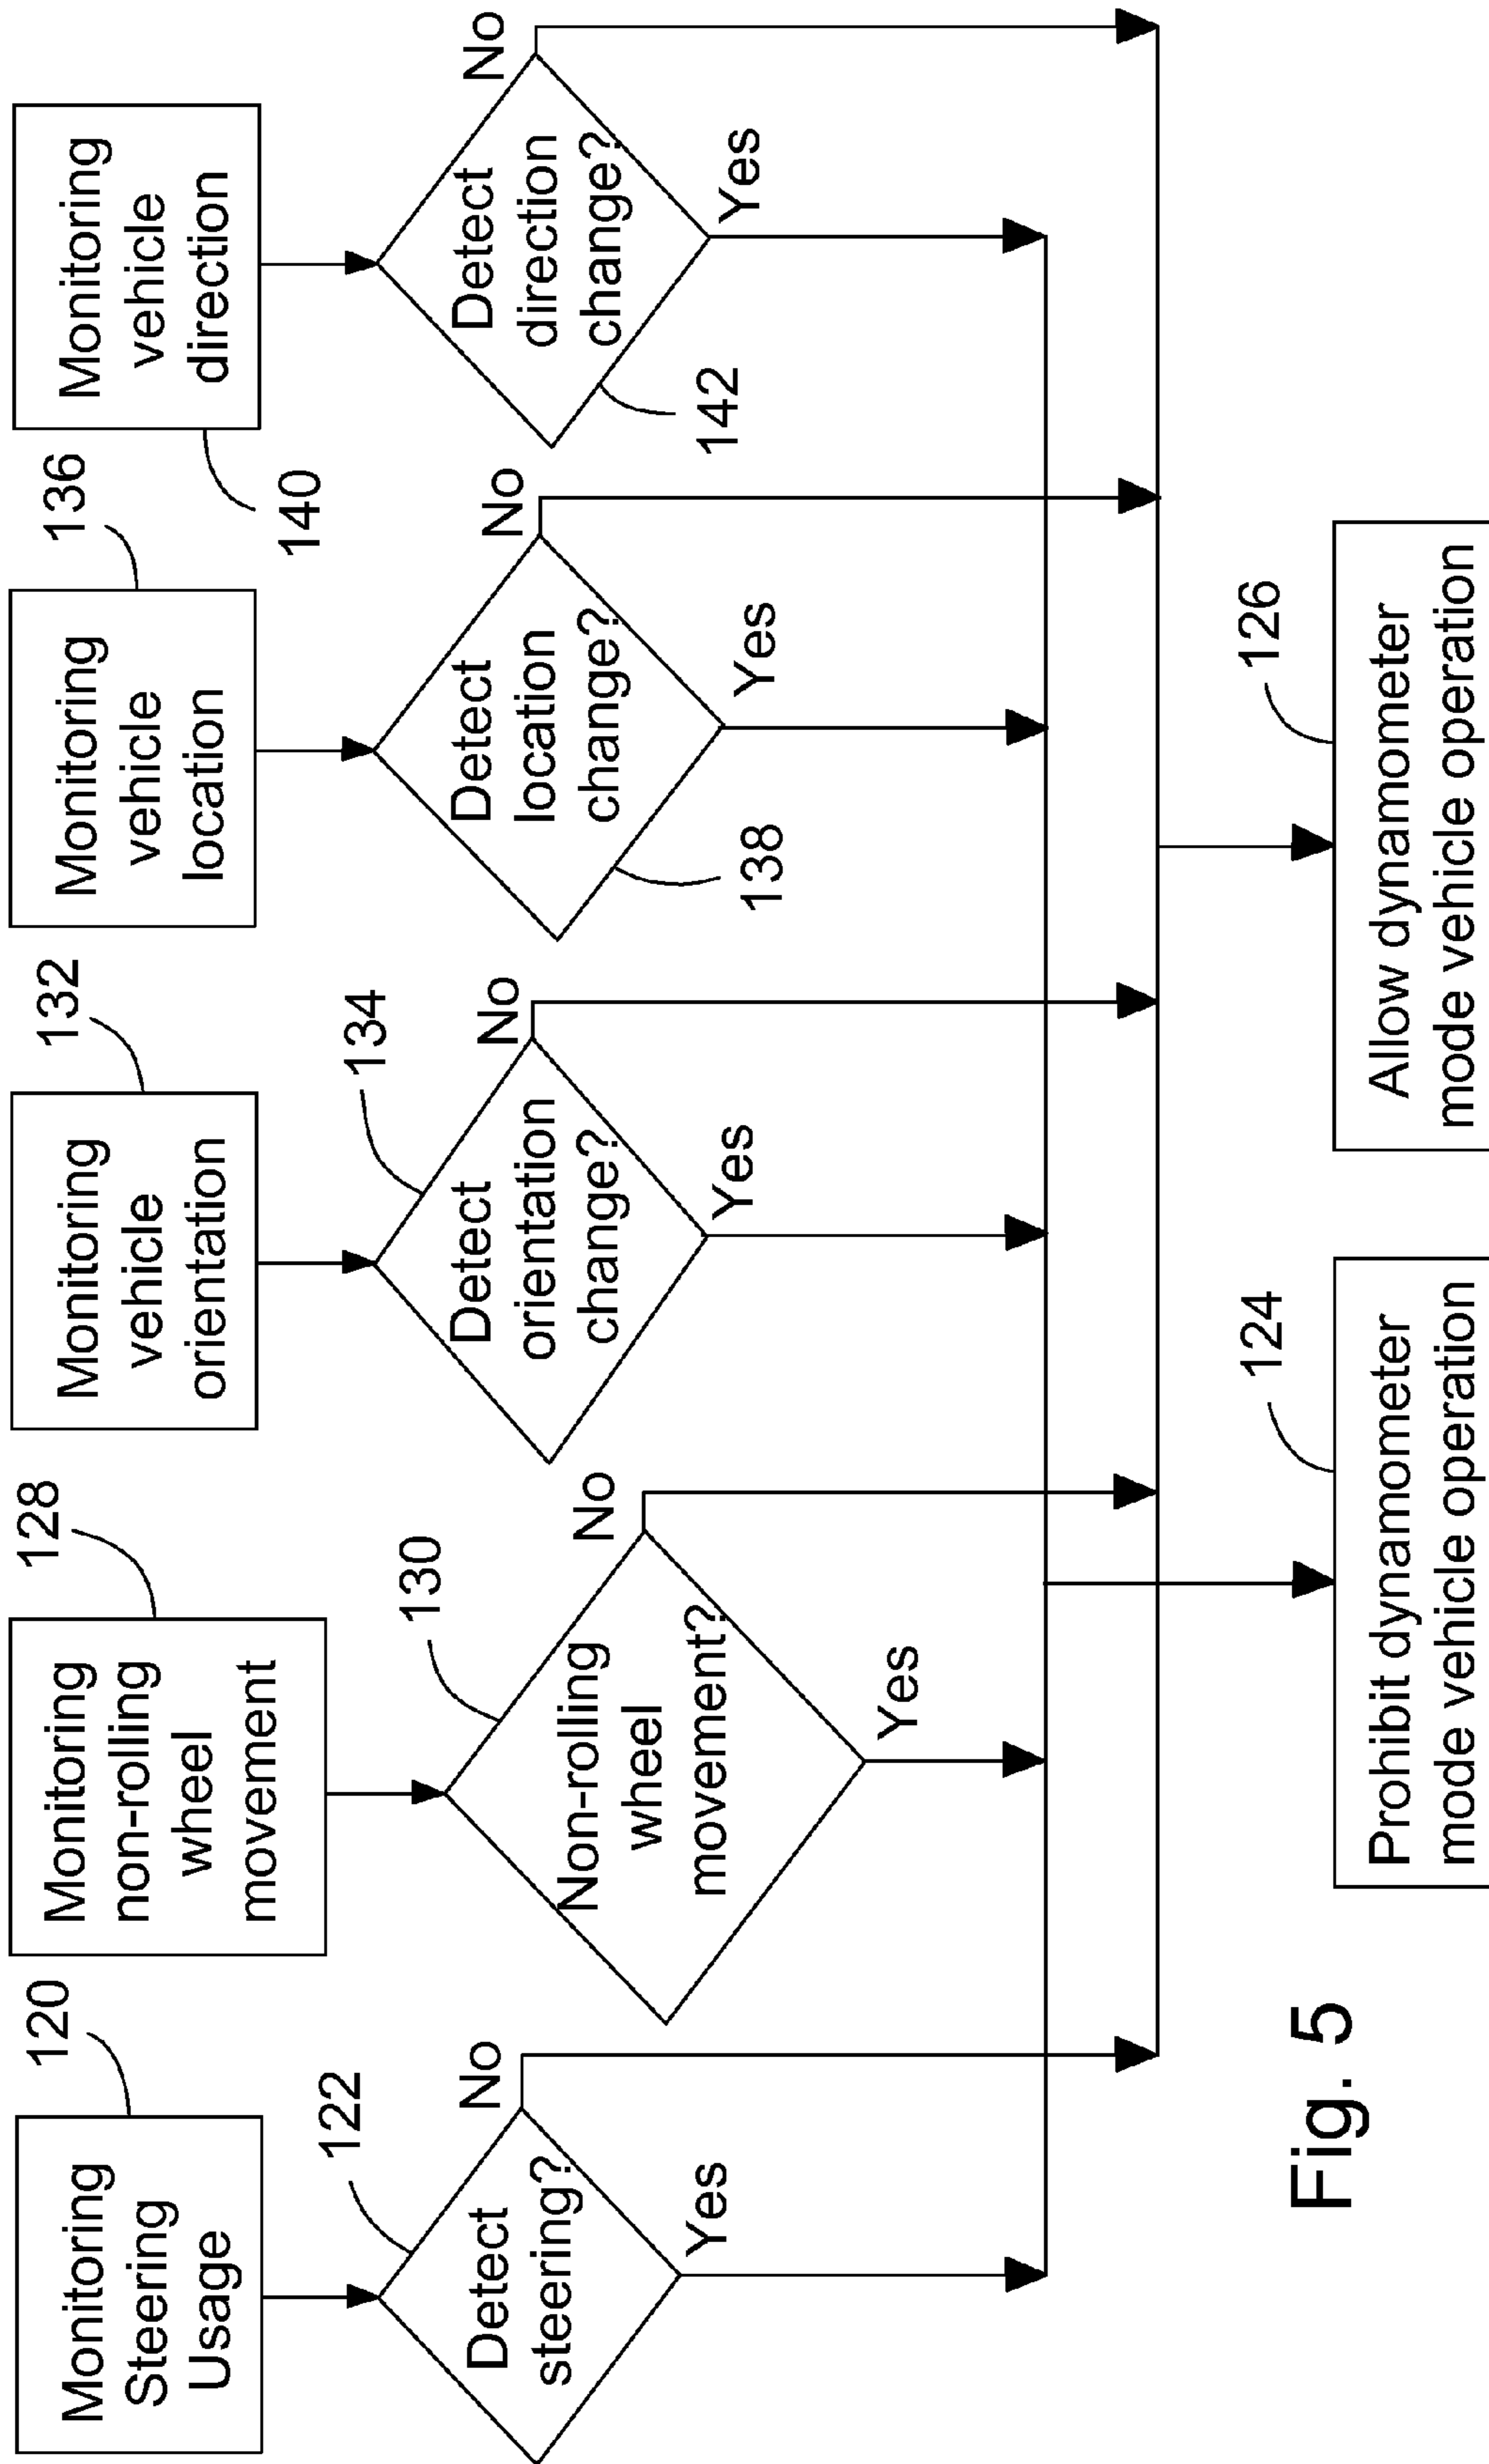 120
Monitoring
Steering
Usage
128
Monitoring
non-rolling
wheel
movement
132
Monitoring
vehicle
orientation
136
Monitoring
vehicle
location
140
Monitoring
vehicle
direction
122
Detect
steering?
No
Yes
130
Non-rolling
wheel
movement?
No
Yes
134
Detect
orientation
change?
No
Yes
138
Detect
location
change?
No
Yes
142
Detect
direction
change?
No
Yes
124
Prohibit dynamometer
mode vehicle operation
126
Allow dynamometer
mode vehicle operation
Fig. 5